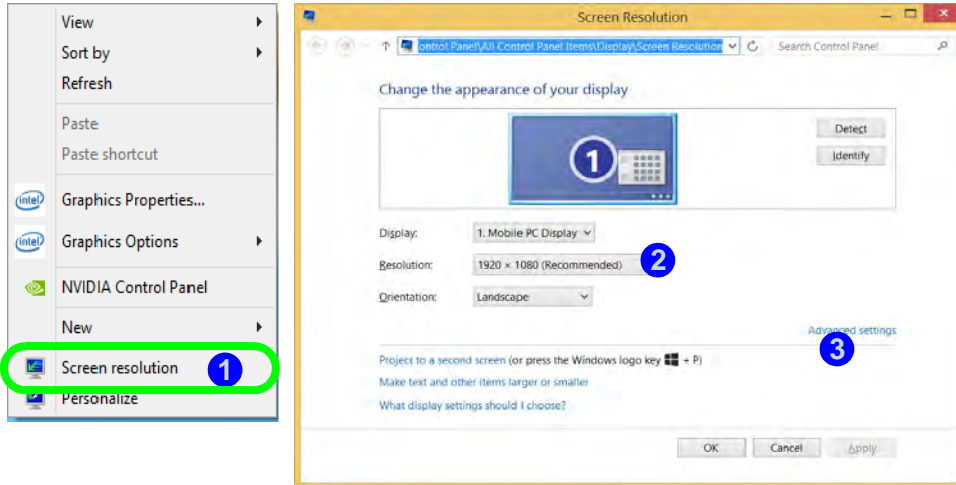 View
Sort by
Refresh
Paste
Paste shortcut
intel
Graphics Properties...
intel
Graphics Options
NVIDIA Control Panel
New
Screen resolution 1
Personalize
Screen Resolution
ontrol Panel\All Control Panel Items\Display\Screen Resolution
Search Control Panel
Change the appearance of your display
1
Detect
Identify
Display: 1. Mobile PC Display
Resolution: 1920 × 1080 (Recommended) 2
Orientation: Landscape
Advanced settings
3
Project to a second screen (or press the Windows logo key + P)
Make text and other items larger or smaller
What display settings should I choose?
OK Cancel Apply